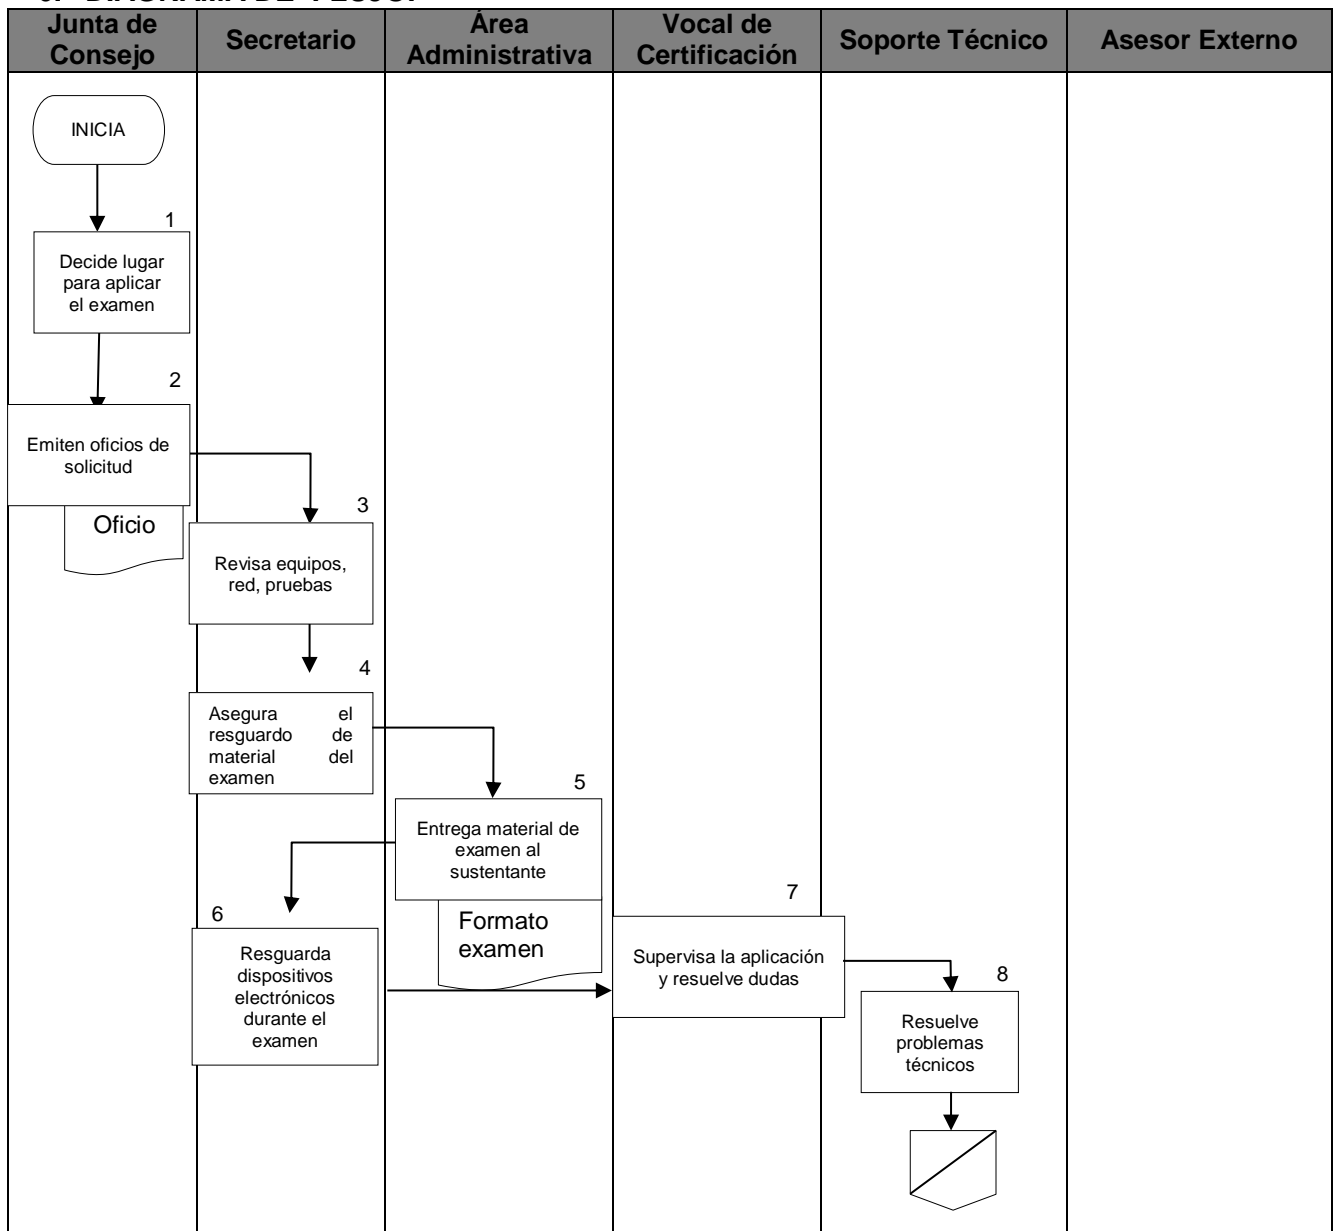 Junta de
Consejo
Secretario
Área
Administrativa
Vocal de
Certificación
Soporte Técnico
Asesor Externo
INICIA
1
Decide lugar
para aplicar
el examen
2
Emiten oficios de
solicitud
Oficio
3
Revisa equipos,
red, pruebas
4
Asegura el
resguardo de
material del
examen
5
Entrega material de
examen al
sustentante
Formato
examen
6
Resguarda
dispositivos
electrónicos
durante el
examen
7
Supervisa la aplicación
y resuelve dudas
8
Resuelve
problemas
técnicos